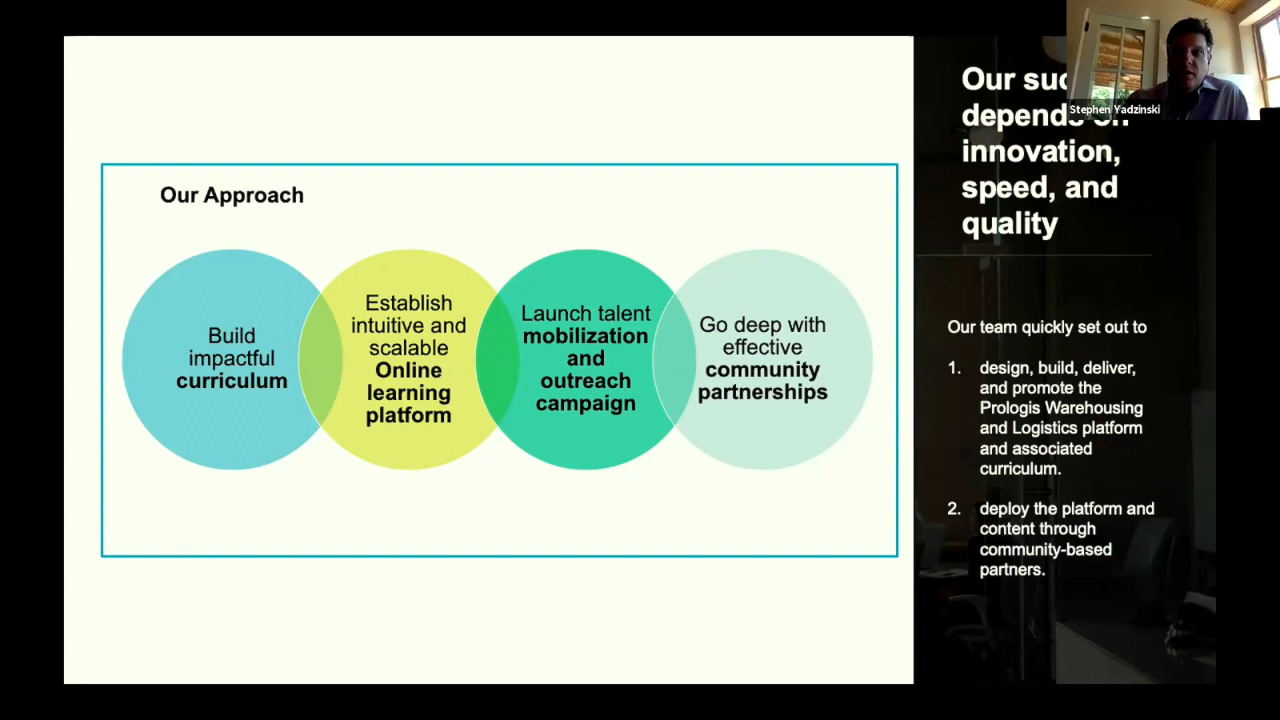 Our Approach
Build
impactful
curriculum
Establish
intuitive and
scalable
Online
learning
platform
Launch talent
mobilization
and
outreach
campaign
Go deep with
effective
community
partnerships
Stephen Yadzinski
Our
depends on
innovation,
speed, and
quality
Our team quickly set out to
1. design, build, deliver,
and promote the
Prologis Warehousing
and Logistics platform
and associated
curriculum.
2. deploy the platform and
content through
community-based
partners.